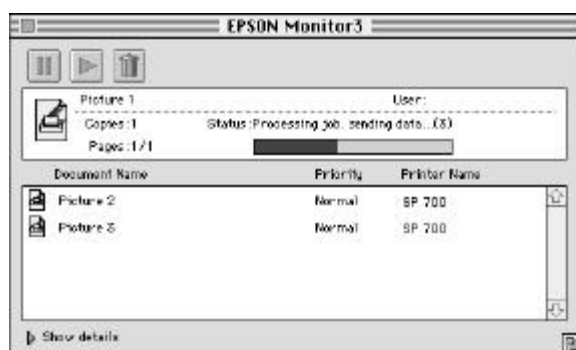 EPSON Monitor3
Picture 1 User:
Copies:1 Status:Processing job. sending data...(3)
Pages:1/1
Document Name Priority Printer Name
Picture 2 Normal SP 700
Picture 3 Normal SP 700
Show details